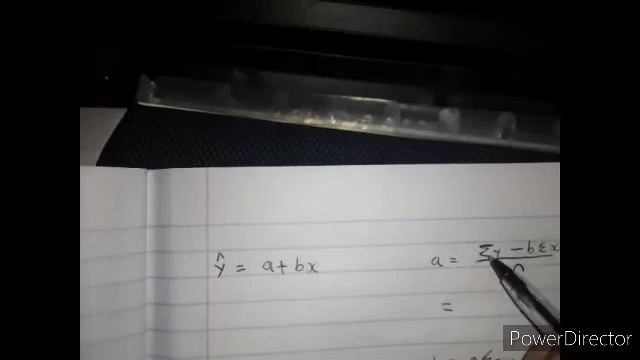 ŷ = a + bx
a = Σy - bΣx
n
=
PowerDirector